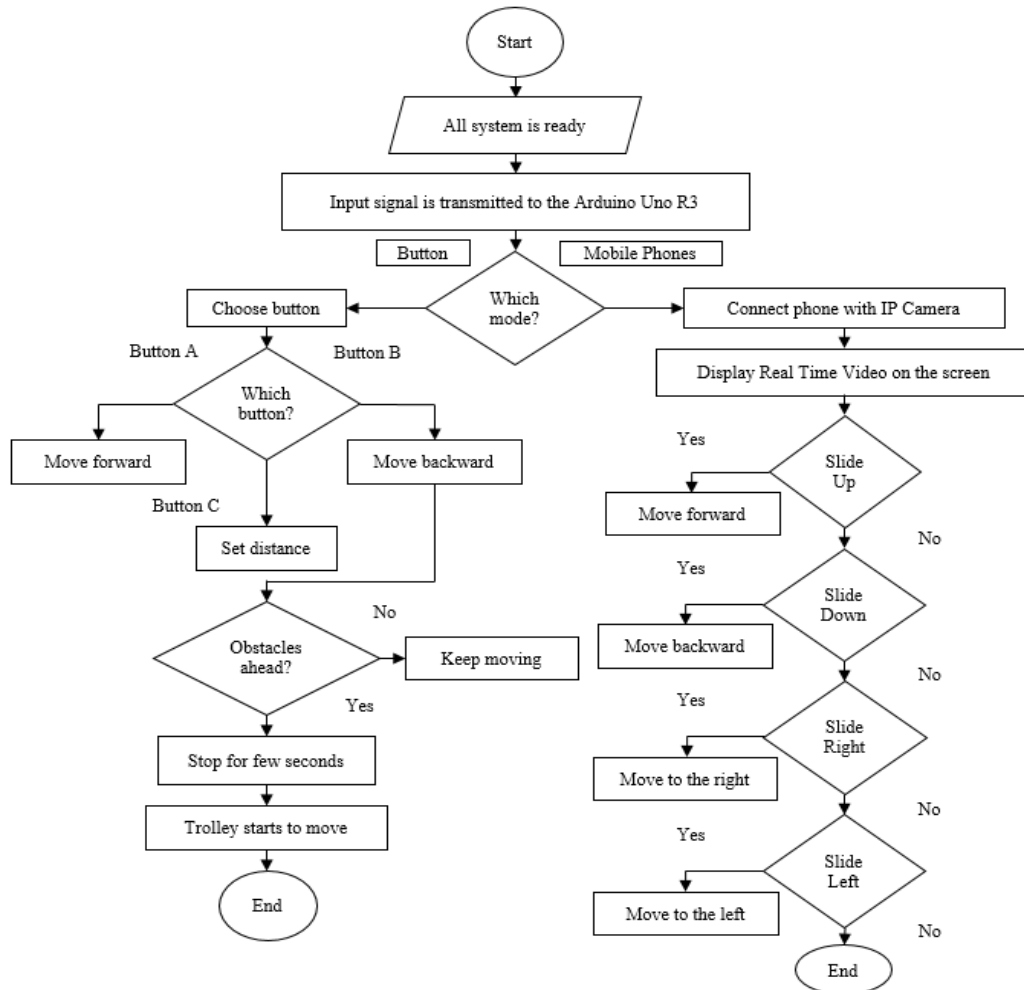 Start
All system is ready
Input signal is transmitted to the Arduino Uno R3
Button
Mobile Phones
Which
mode?
Choose button
Button A
Button B
Which
button?
Move forward
Move backward
Button C
Set distance
Obstacles
ahead?
No
Keep moving
Yes
Stop for few seconds
Trolley starts to move
End
Connect phone with IP Camera
Display Real Time Video on the screen
Slide
Up
Yes
Move forward
No
Slide
Down
Yes
Move backward
No
Slide
Right
Yes
Move to the right
No
Slide
Left
Yes
Move to the left
No
End